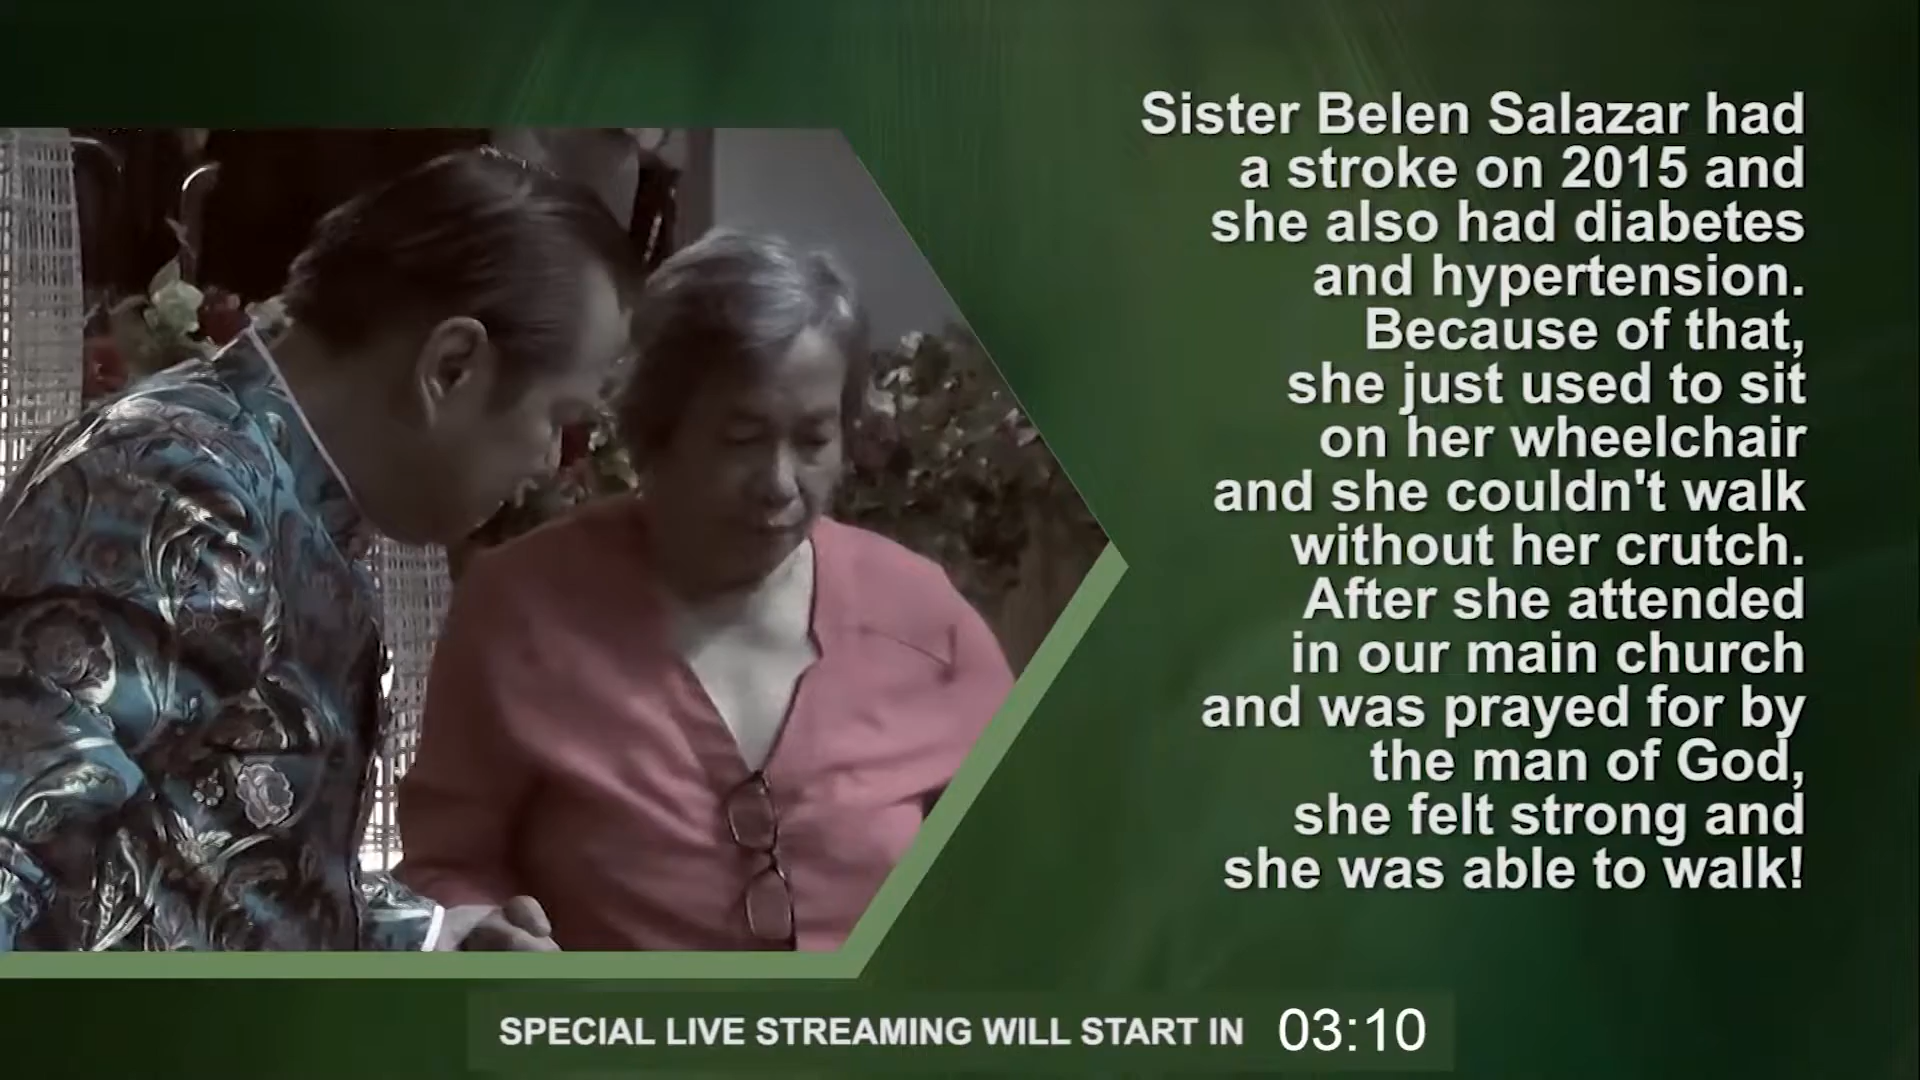 Sister Belen Salazar had
a stroke on 2015 and
she also had diabetes
and hypertension.
Because of that,
she just used to sit
on her wheelchair
and she couldn't walk
without her crutch.
After she attended
in our main church
and was prayed for by
the man of God,
she felt strong and
she was able to walk!
SPECIAL LIVE STREAMING WILL START IN 03:10